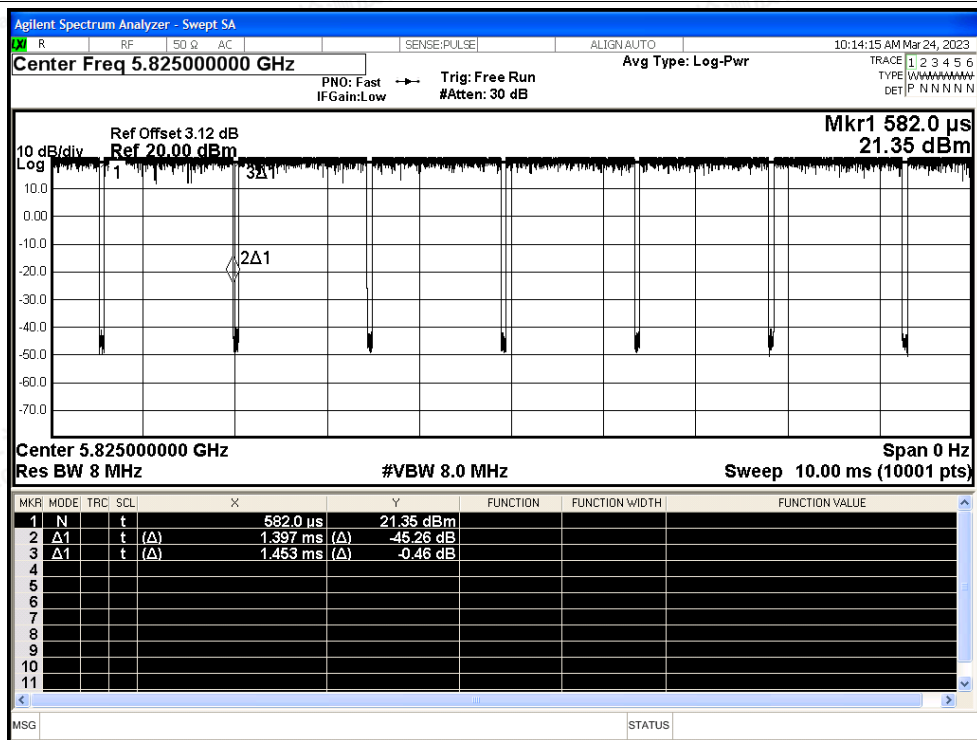 Agilent Spectrum Analyzer - Swept SA
LXI R RF 50 Ω AC SENSE:PULSE ALIGN AUTO 10:14:15 AM Mar 24, 2023
Center Freq 5.825000000 GHz
PNO: Fast
IFGain:Low
Trig: Free Run
#Atten: 30 dB
Avg Type: Log-Pwr
TRACE 1 2 3 4 5 6
TYPE
DET P N N N N N
Mkr1 582.0 µs
21.35 dBm
Ref Offset 3.12 dB
10 dB/div Ref 20.00 dBm
Log
1 3Δ1
10.0
0.00
-10.0
2Δ1
-20.0
-30.0
-40.0
-50.0
-60.0
-70.0
Center 5.825000000 GHz Span 0 Hz
Res BW 8 MHz #VBW 8.0 MHz Sweep 10.00 ms (10001 pts)
MKR MODE TRC SCL X Y FUNCTION FUNCTION WIDTH FUNCTION VALUE
1 N t 582.0 µs 21.35 dBm
2 Δ1 t (Δ) 1.397 ms (Δ) -45.26 dB
3 Δ1 t (Δ) 1.453 ms (Δ) -0.46 dB
4
5
6
7
8
9
10
11
MSG STATUS